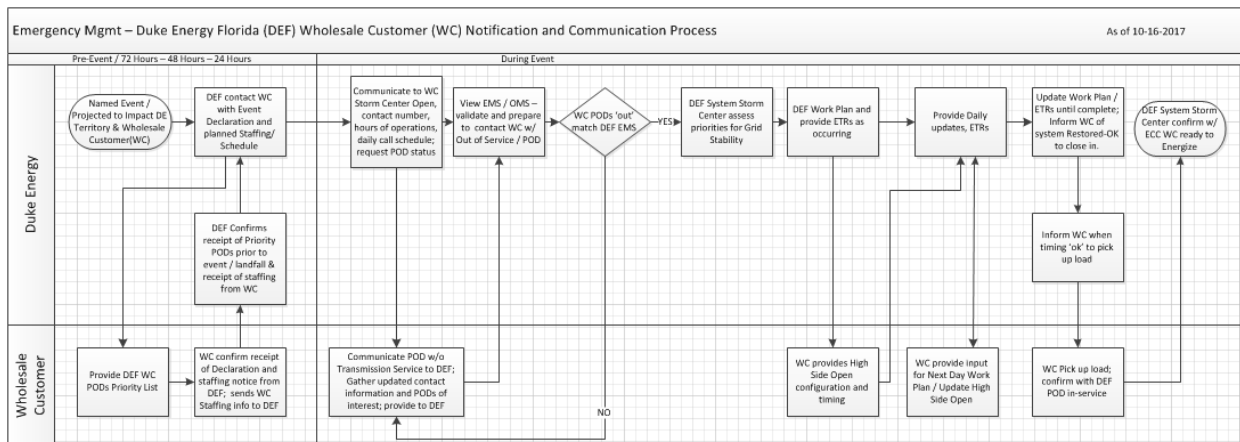 Emergency Mgmt – Duke Energy Florida (DEF) Wholesale Customer (WC) Notification and Communication Process
As of 10-16-2017
Pre-Event / 72 Hours – 48 Hours – 24 Hours
During Event
Duke Energy
Named Event /
Projected to Impact DE
Territory & Wholesale
Customer(WC)
DEF contact WC
with Event
Declaration and
planned Staffing/
Schedule
Communicate to WC
Storm Center Open,
contact number,
hours of operations,
daily call schedule;
request POD status
View EMS / OMS –
validate and prepare
to contact WC w/
Out of Service / POD
WC PODs ‘out’
match DEF EMS
YES
DEF System Storm
Center assess
priorities for Grid
Stability
DEF Work Plan and
provide ETRs as
occurring
Provide Daily
updates, ETRs
Update Work Plan /
ETRs until complete;
Inform WC of
system Restored-OK
to close in.
DEF System Storm
Center confirm w/
ECC WC ready to
Energize
DEF Confirms
receipt of Priority
PODs prior to
event / landfall &
receipt of staffing
from WC
Inform WC when
timing ‘ok’ to pick
up load
Wholesale
Customer
Provide DEF WC
PODs Priority List
WC confirm receipt
of Declaration and
staffing notice from
DEF; sends WC
Staffing info to DEF
Communicate POD w/o
Transmission Service to DEF;
Gather updated contact
information and PODs of
interest; provide to DEF
NO
WC provides High
Side Open
configuration and
timing
WC provide input
for Next Day Work
Plan / Update High
Side Open
WC Pick up load;
confirm with DEF
POD in-service